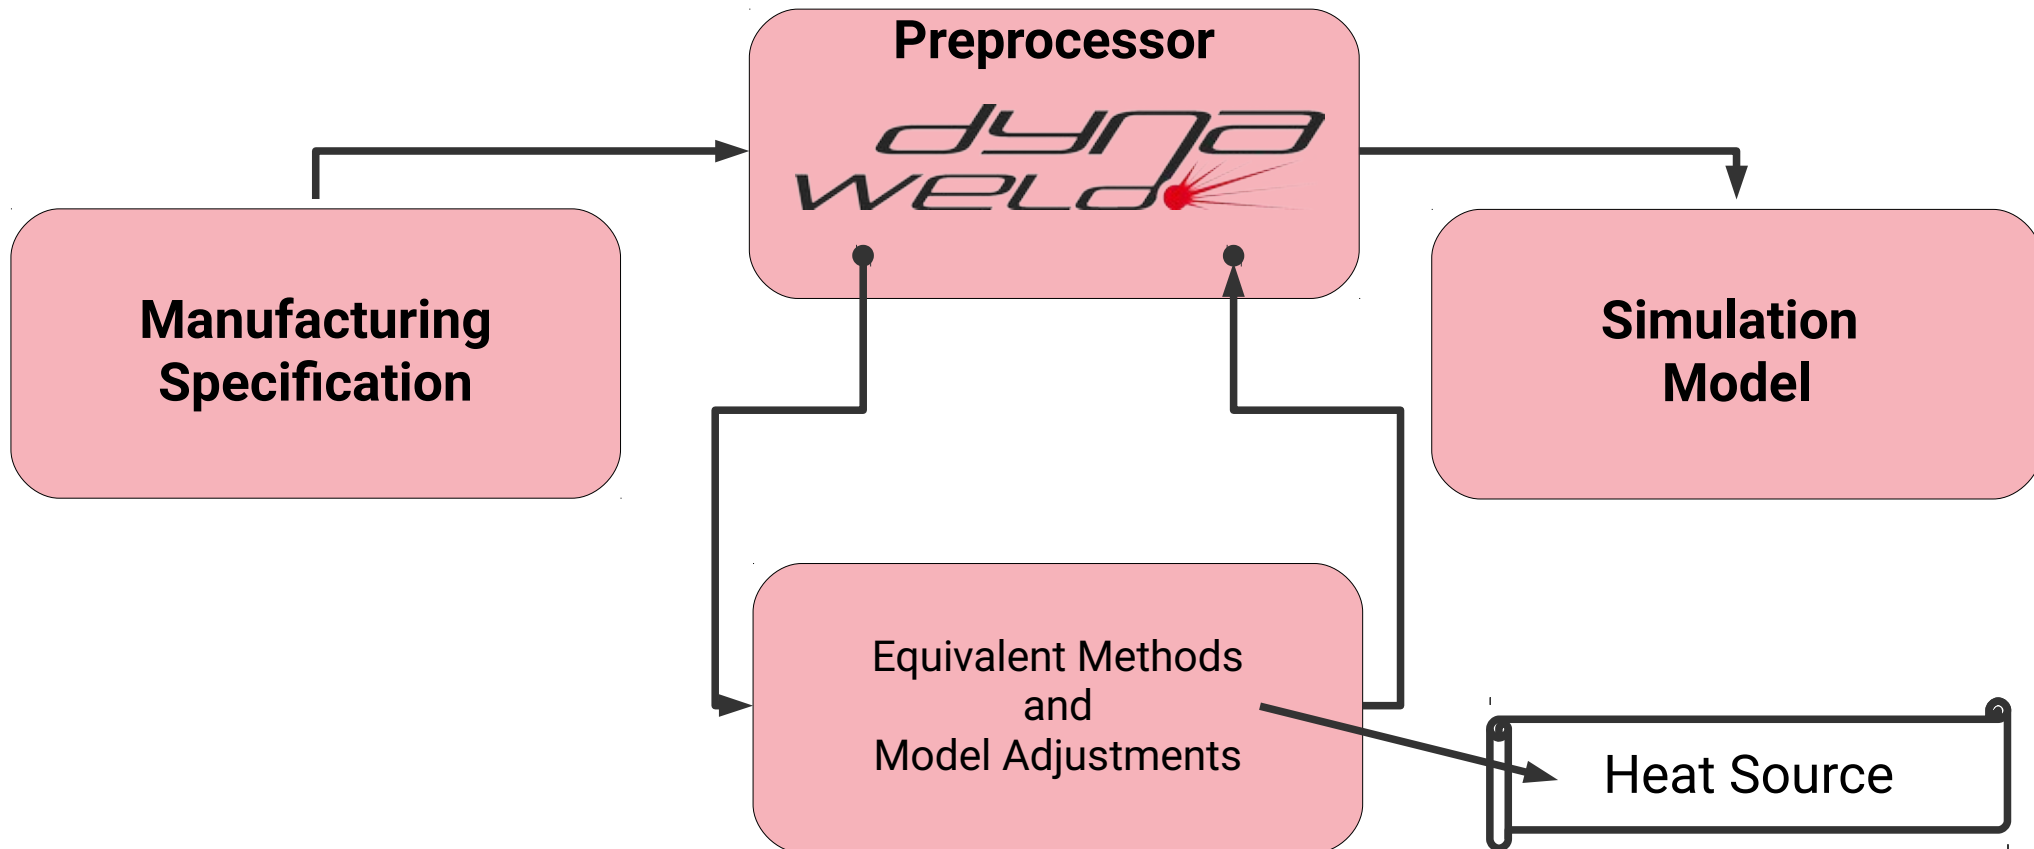 Preprocessor
dyna
weld
Manufacturing
Specification
Simulation
Model
Equivalent Methods
and
Model Adjustments
Heat Source